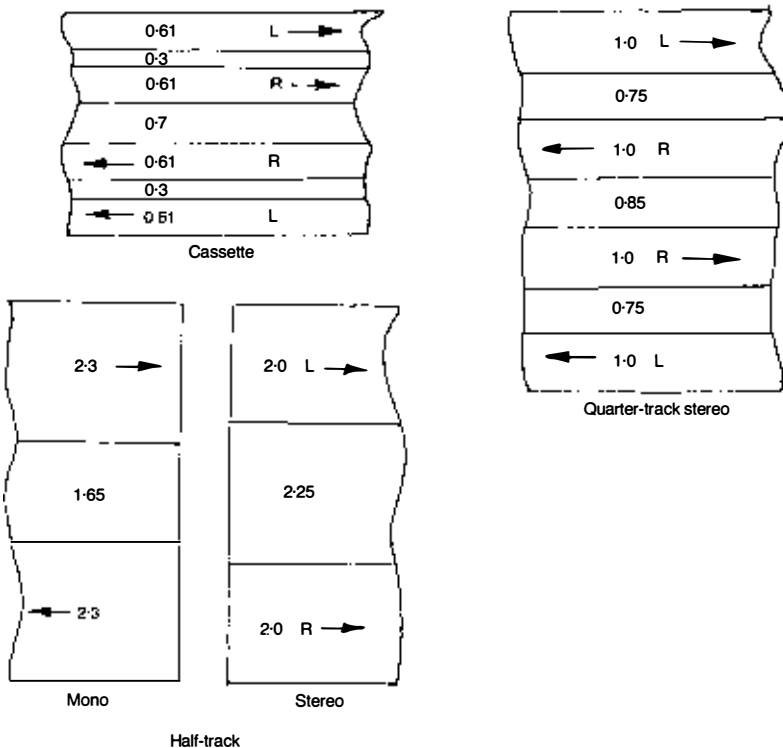 0·61 L
0·3
0·61 R
0·7
0·61 R
0·3
0·61 L
Cassette
1·0 L
0·75
1·0 R
0·85
1·0 R
0·75
1·0 L
Quarter-track stereo
2·3
1·65
2·3
Mono
2·0 L
2·25
2·0 R
Stereo
Half-track